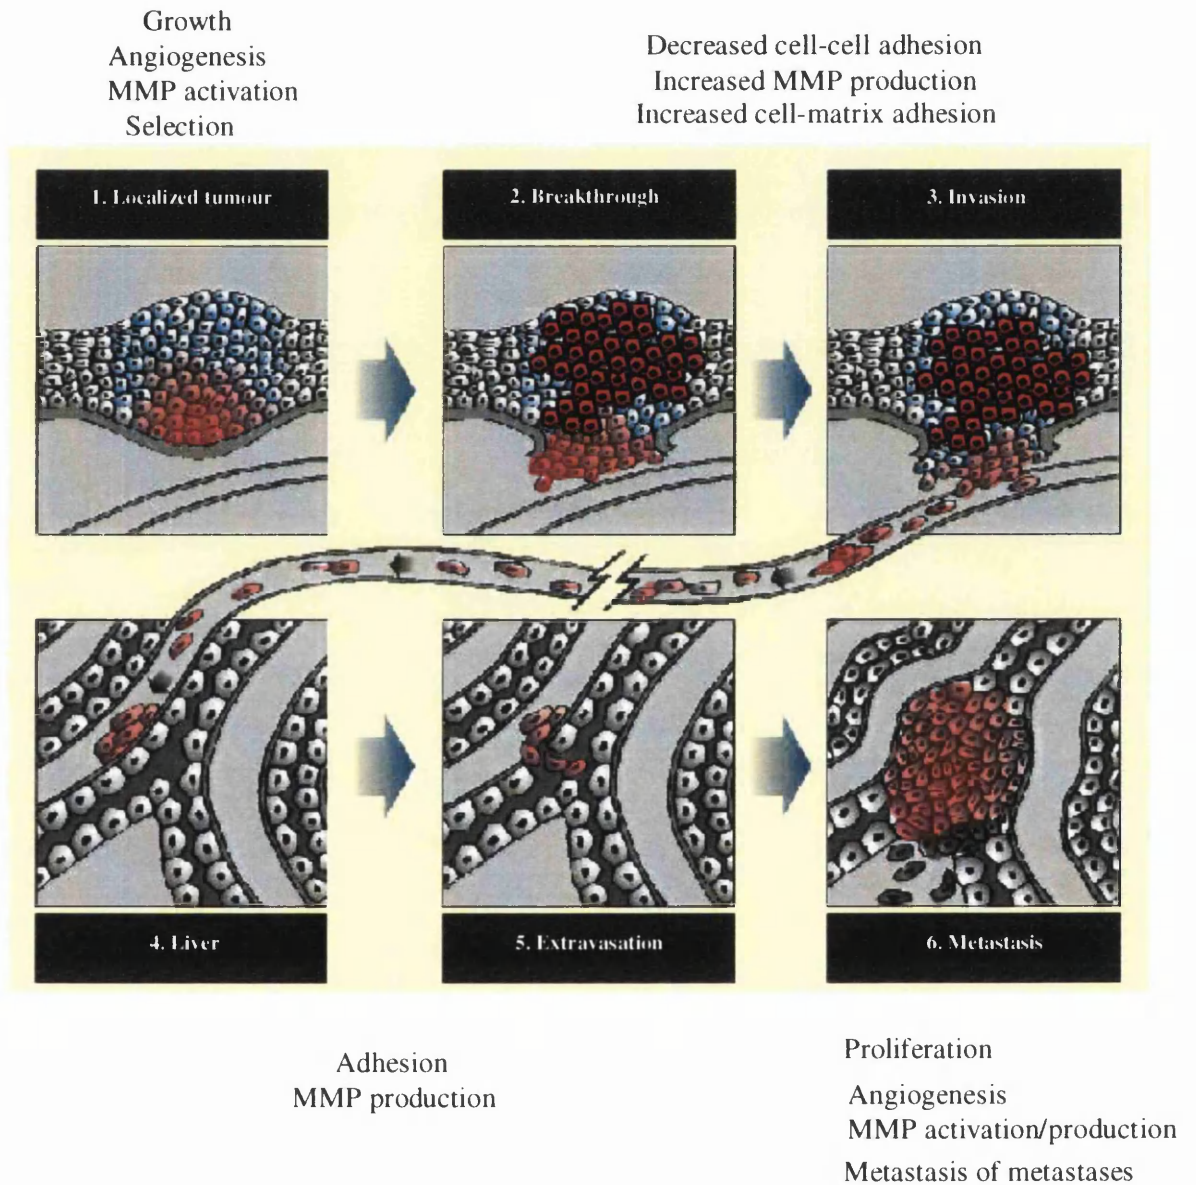 Growth
Angiogenesis
MMP activation
Selection
Decreased cell-cell adhesion
Increased MMP production
Increased cell-matrix adhesion
1. Localized tumour
2. Breakthrough
3. Invasion
4. Liver
5. Extravasation
6. Metastasis
Adhesion
MMP production
Proliferation
Angiogenesis
MMP activation/production
Metastasis of metastases